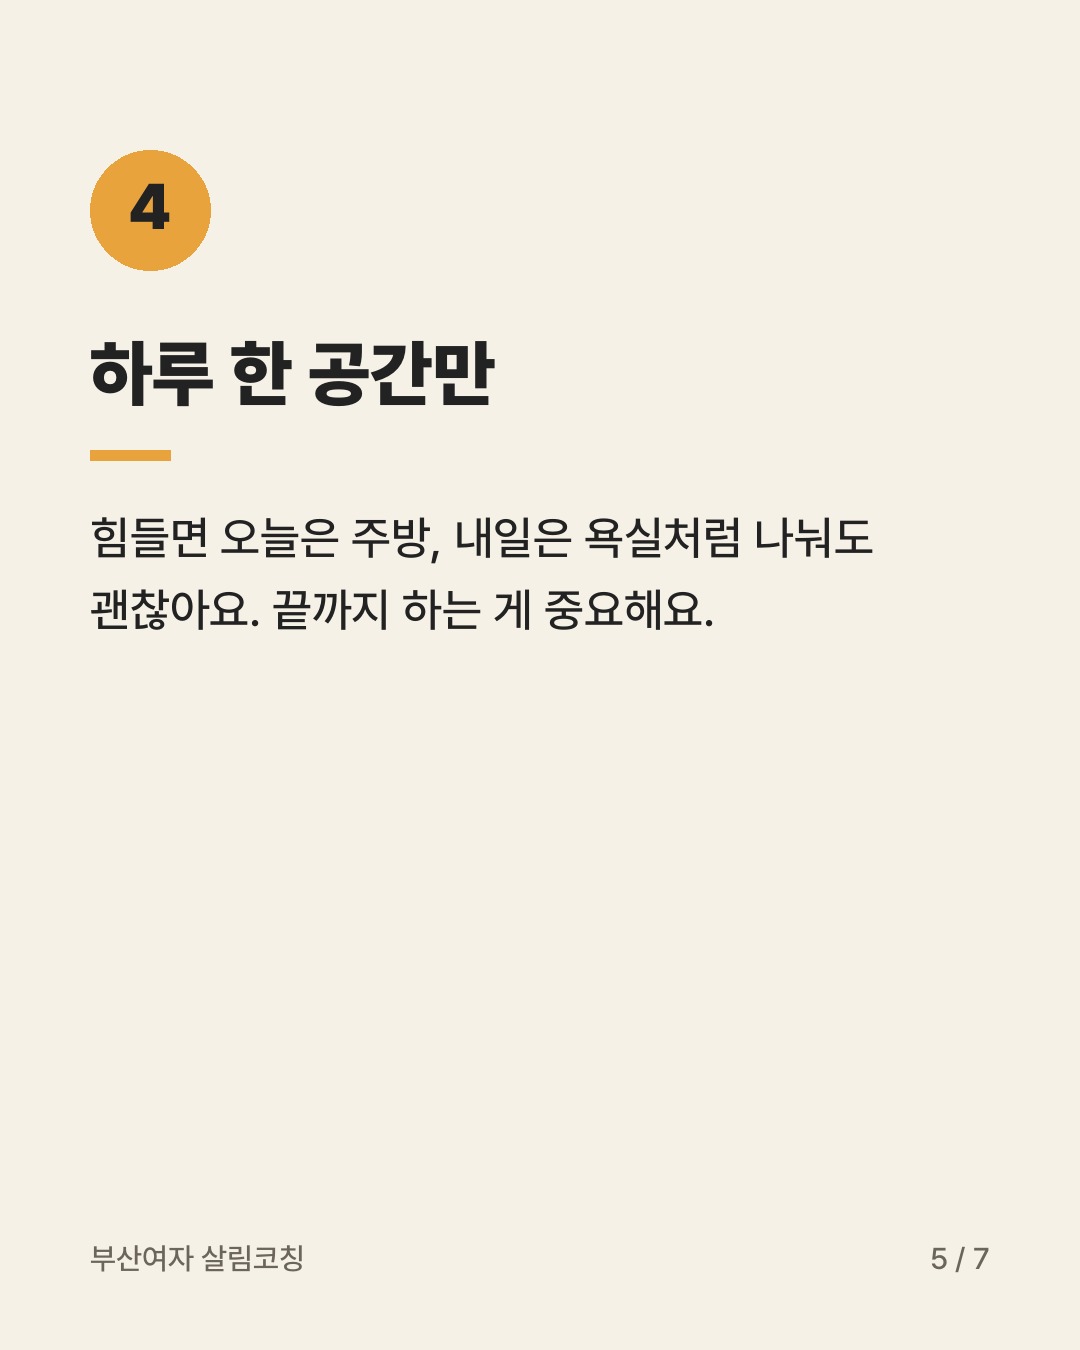 4
하루 한 공간만
힘들면 오늘은 주방, 내일은 욕실처럼 나눠도
괜찮아요. 끝까지 하는 게 중요해요.
부산여자 살림코칭
5 / 7